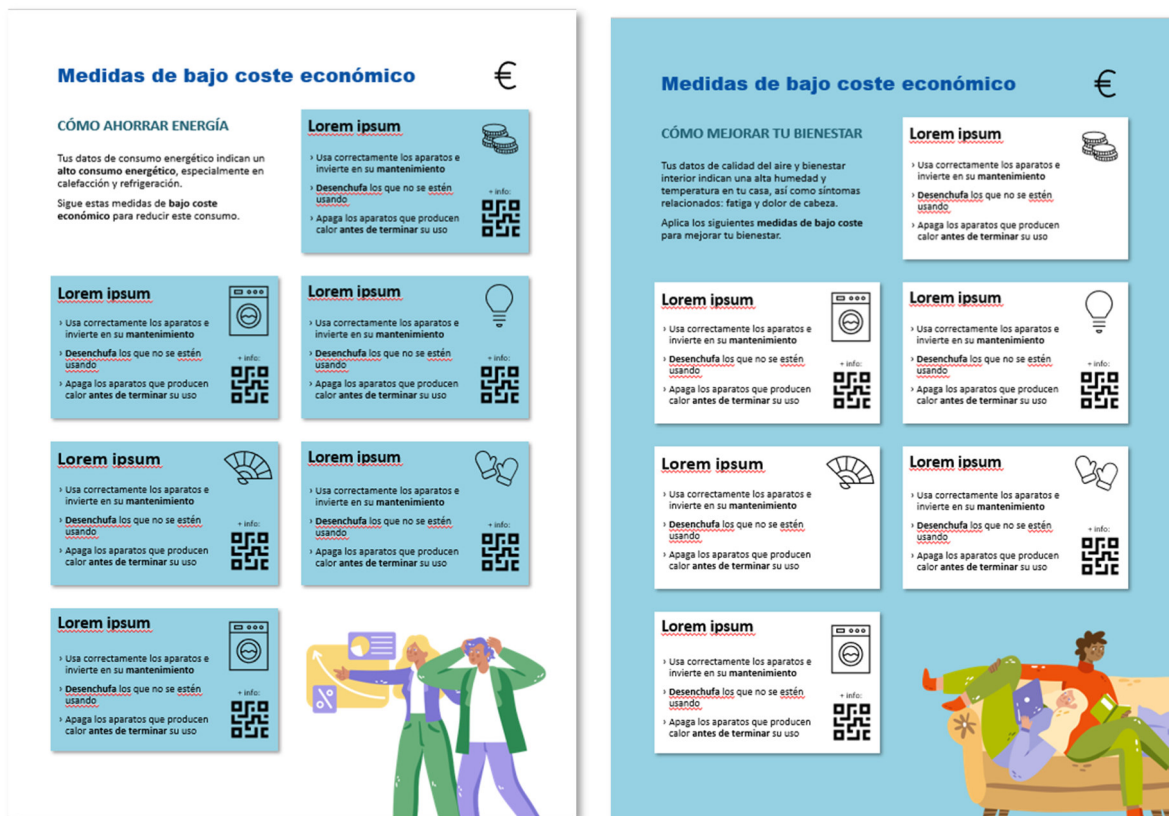 Medidas de bajo coste económico
€
CÓMO AHORRAR ENERGÍA
Tus datos de consumo energético indican un
alto consumo energético, especialmente en
calefacción y refrigeración.
Sigue estas medidas de bajo coste
económico para reducir este consumo.
Lorem ipsum
› Usa correctamente los aparatos e
invierte en su mantenimiento
› Desenchufa los que no se estén
usando
› Apaga los aparatos que producen
calor antes de terminar su uso
+ info:
Lorem ipsum
› Usa correctamente los aparatos e
invierte en su mantenimiento
› Desenchufa los que no se estén
usando
› Apaga los aparatos que producen
calor antes de terminar su uso
+ info:
Lorem ipsum
› Usa correctamente los aparatos e
invierte en su mantenimiento
› Desenchufa los que no se estén
usando
› Apaga los aparatos que producen
calor antes de terminar su uso
+ info:
Lorem ipsum
› Usa correctamente los aparatos e
invierte en su mantenimiento
› Desenchufa los que no se estén
usando
› Apaga los aparatos que producen
calor antes de terminar su uso
+ info:
Lorem ipsum
› Usa correctamente los aparatos e
invierte en su mantenimiento
› Desenchufa los que no se estén
usando
› Apaga los aparatos que producen
calor antes de terminar su uso
+ info:
Lorem ipsum
› Usa correctamente los aparatos e
invierte en su mantenimiento
› Desenchufa los que no se estén
usando
› Apaga los aparatos que producen
calor antes de terminar su uso
+ info:
%
Medidas de bajo coste económico
€
CÓMO MEJORAR TU BIENESTAR
Tus datos de calidad del aire y bienestar
interior indican una alta humedad y
temperatura en tu casa, así como síntomas
relacionados: fatiga y dolor de cabeza.
Aplica los siguientes medidas de bajo coste
para mejorar tu bienestar.
Lorem ipsum
› Usa correctamente los aparatos e
invierte en su mantenimiento
› Desenchufa los que no se estén
usando
› Apaga los aparatos que producen
calor antes de terminar su uso
Lorem ipsum
› Usa correctamente los aparatos e
invierte en su mantenimiento
› Desenchufa los que no se estén
usando
› Apaga los aparatos que producen
calor antes de terminar su uso
+ info:
Lorem ipsum
› Usa correctamente los aparatos e
invierte en su mantenimiento
› Desenchufa los que no se estén
usando
› Apaga los aparatos que producen
calor antes de terminar su uso
+ info:
Lorem ipsum
› Usa correctamente los aparatos e
invierte en su mantenimiento
› Desenchufa los que no se estén
usando
› Apaga los aparatos que producen
calor antes de terminar su uso
Lorem ipsum
› Usa correctamente los aparatos e
invierte en su mantenimiento
› Desenchufa los que no se estén
usando
› Apaga los aparatos que producen
calor antes de terminar su uso
+ info:
Lorem ipsum
› Usa correctamente los aparatos e
invierte en su mantenimiento
› Desenchufa los que no se estén
usando
› Apaga los aparatos que producen
calor antes de terminar su uso
+ info: